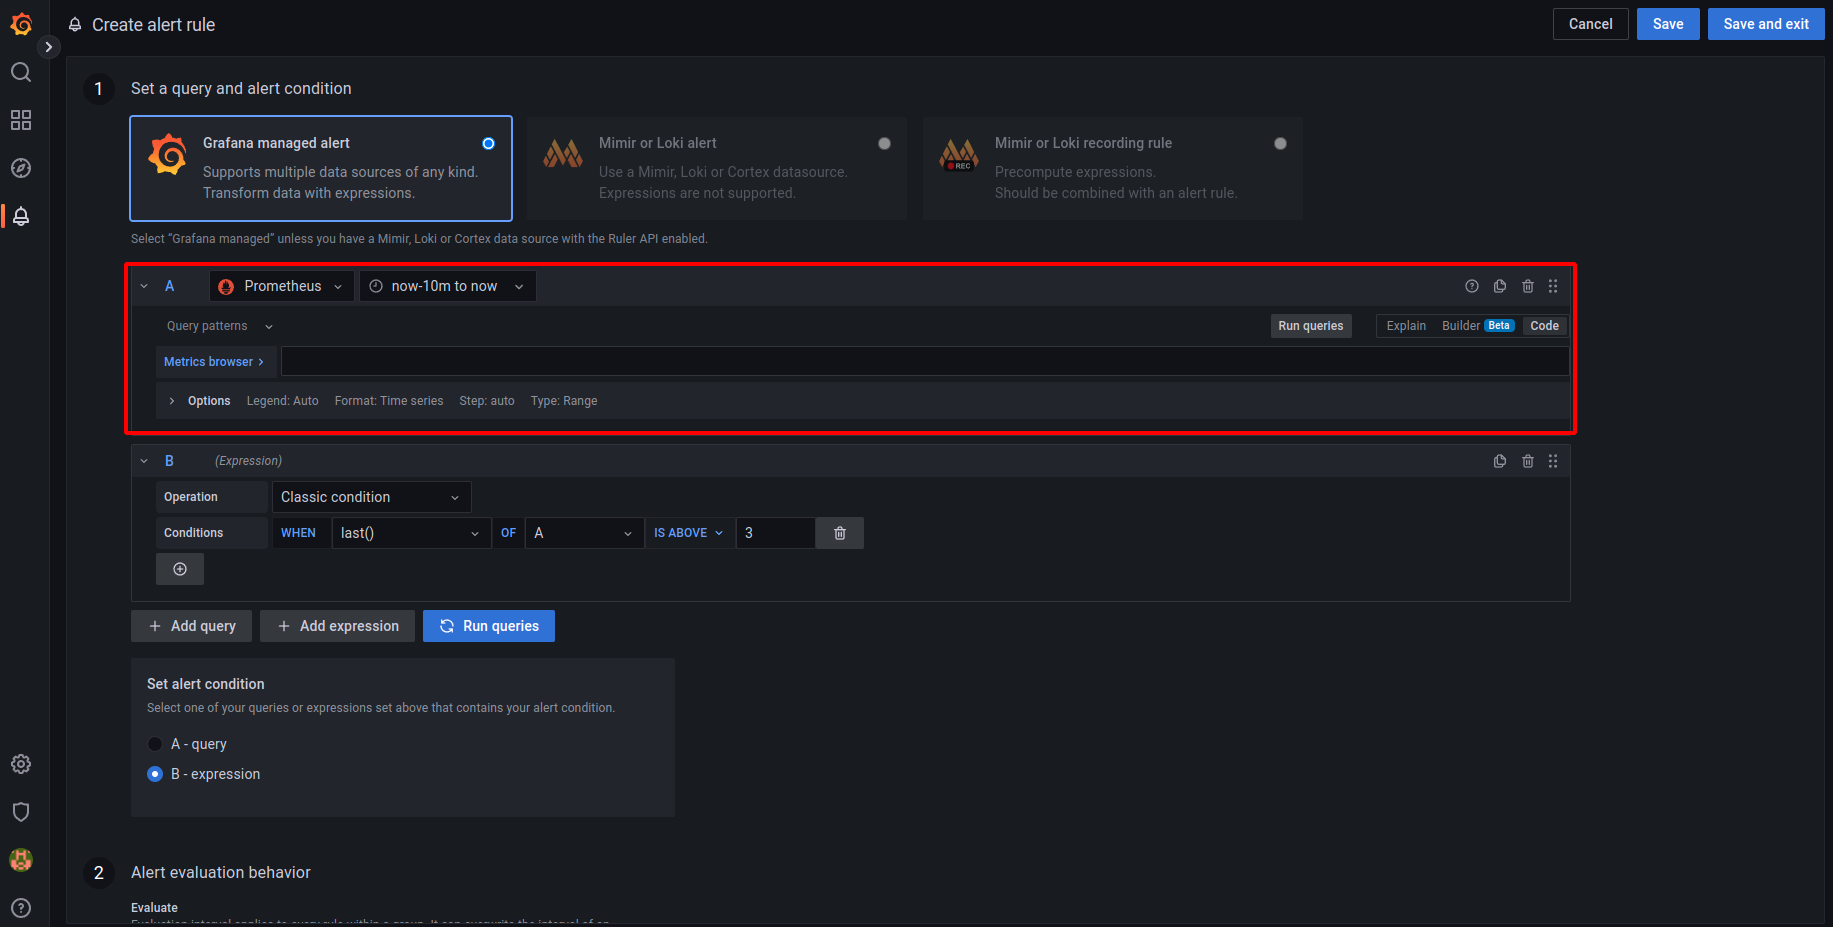 Create alert rule
Cancel Save Save and exit
1 Set a query and alert condition
Grafana managed alert
Supports multiple data sources of any kind.
Transform data with expressions.
Mimir or Loki alert
Use a Mimir, Loki or Cortex datasource.
Expressions are not supported.
REC
Mimir or Loki recording rule
Precompute expressions.
Should be combined with an alert rule.
Select "Grafana managed" unless you have a Mimir, Loki or Cortex data source with the Ruler API enabled.
A Prometheus now-10m to now
Query patterns Run queries Explain Builder Beta Code
Metrics browser >
Options Legend: Auto Format: Time series Step: auto Type: Range
B (Expression)
Operation Classic condition
Conditions WHEN last() OF A IS ABOVE 3
+ Add query + Add expression Run queries
Set alert condition
Select one of your queries or expressions set above that contains your alert condition.
A - query
B - expression
2 Alert evaluation behavior
Evaluate